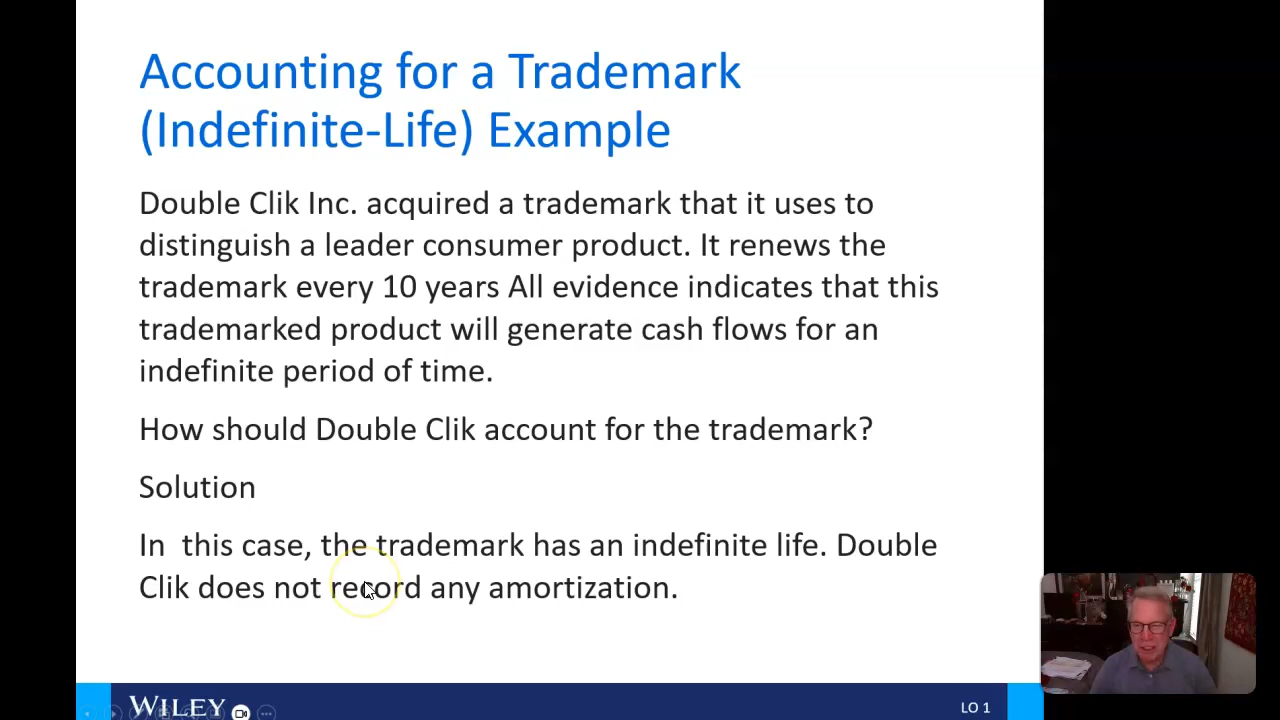 Accounting for a Trademark
(Indefinite-Life) Example
Double Clik Inc. acquired a trademark that it uses to
distinguish a leader consumer product. It renews the
trademark every 10 years All evidence indicates that this
trademarked product will generate cash flows for an
indefinite period of time.
How should Double Clik account for the trademark?
Solution
In  this case, the trademark has an indefinite life. Double
Clik does not record any amortization.
WILEY
LO 1